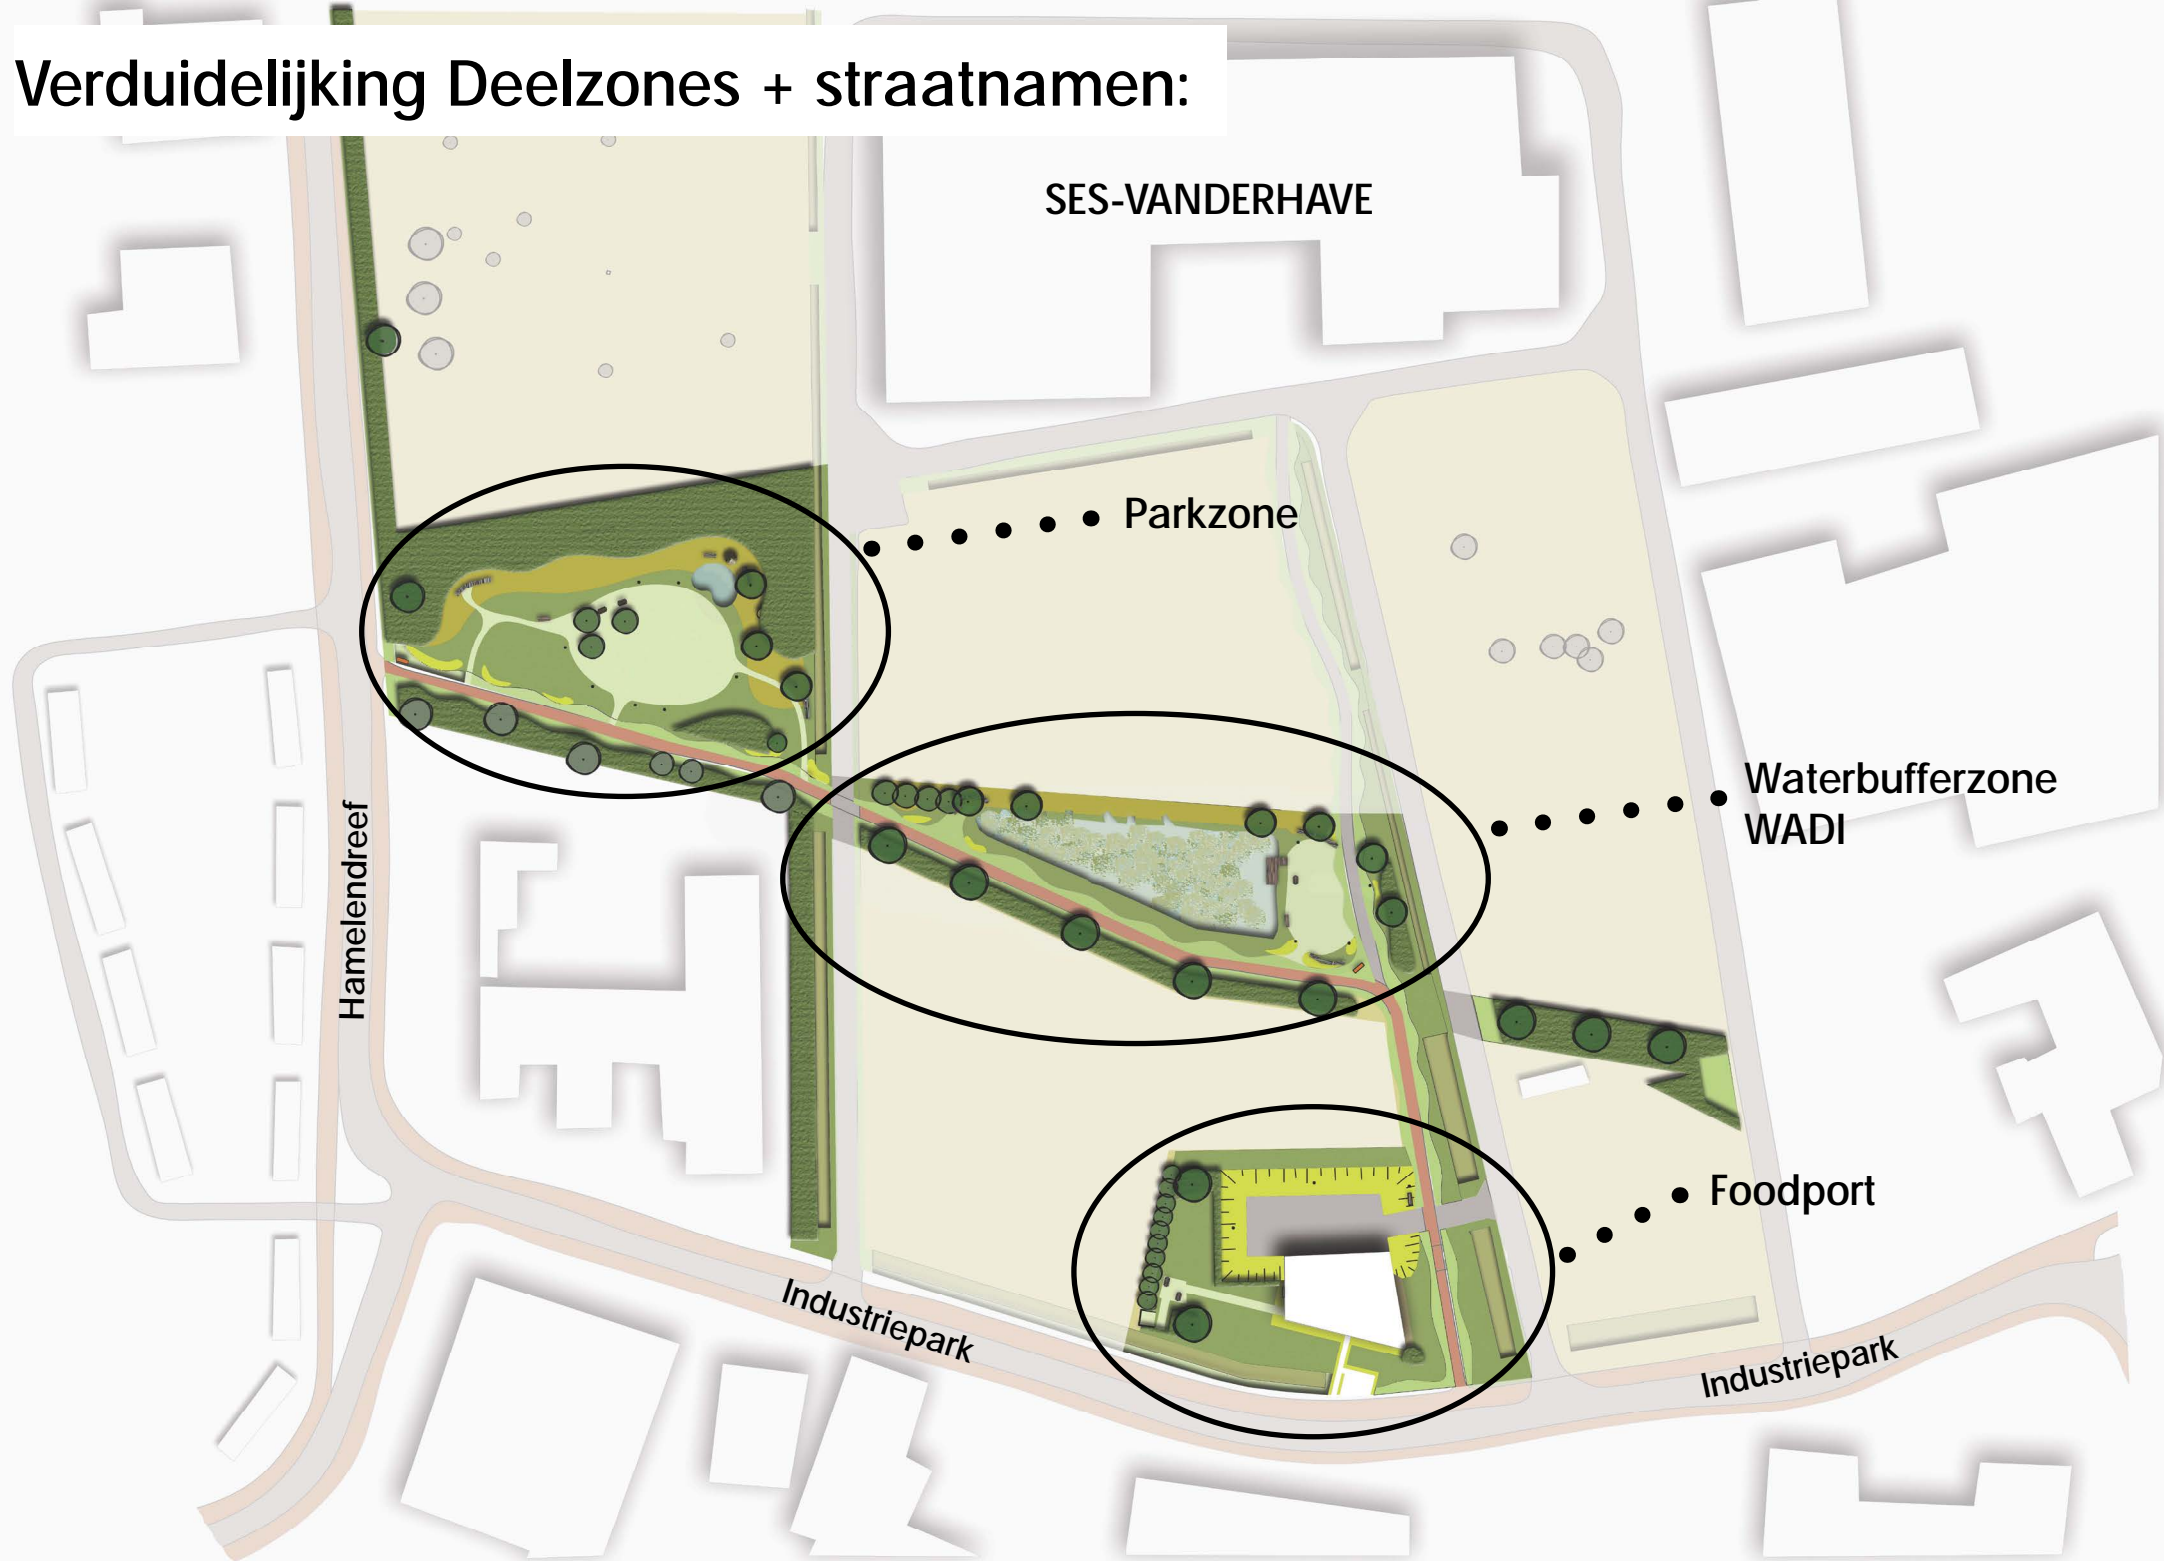 Verduidelijking Deelzones + straatnamen:
SES-VANDERHAVE
Parkzone
Waterbufferzone
WADI
Hamelendreef
Foodport
Industriepark
Industriepark